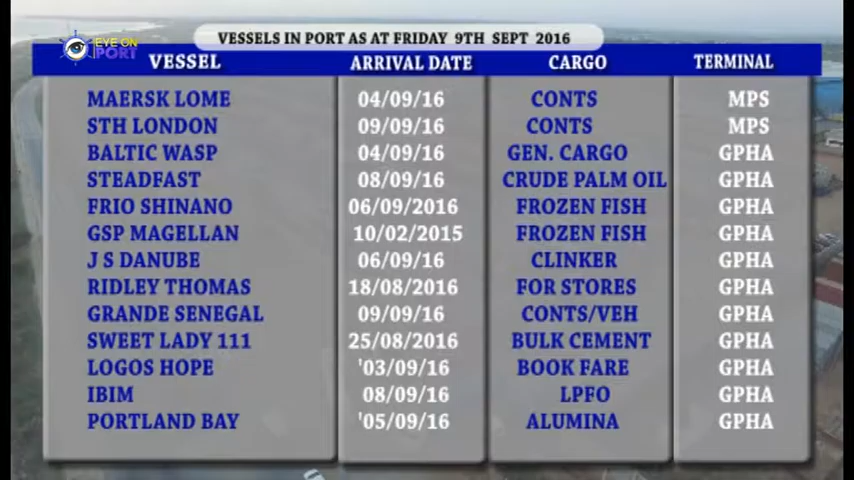 EYE ON
PORT
VESSELS IN PORT AS AT FRIDAY 9TH SEPT 2016
VESSEL ARRIVAL DATE CARGO TERMINAL
MAERSK LOME 04/09/16 CONTS MPS
STH LONDON 09/09/16 CONTS MPS
BALTIC WASP 04/09/16 GEN. CARGO GPHA
STEADFAST 08/09/16 CRUDE PALM OIL GPHA
FRIO SHINANO 06/09/2016 FROZEN FISH GPHA
GSP MAGELLAN 10/02/2015 FROZEN FISH GPHA
J S DANUBE 06/09/16 CLINKER GPHA
RIDLEY THOMAS 18/08/2016 FOR STORES GPHA
GRANDE SENEGAL 09/09/16 CONTS/VEH GPHA
SWEET LADY 111 25/08/2016 BULK CEMENT GPHA
LOGOS HOPE '03/09/16 BOOK FARE GPHA
IBIM 08/09/16 LPFO GPHA
PORTLAND BAY '05/09/16 ALUMINA GPHA